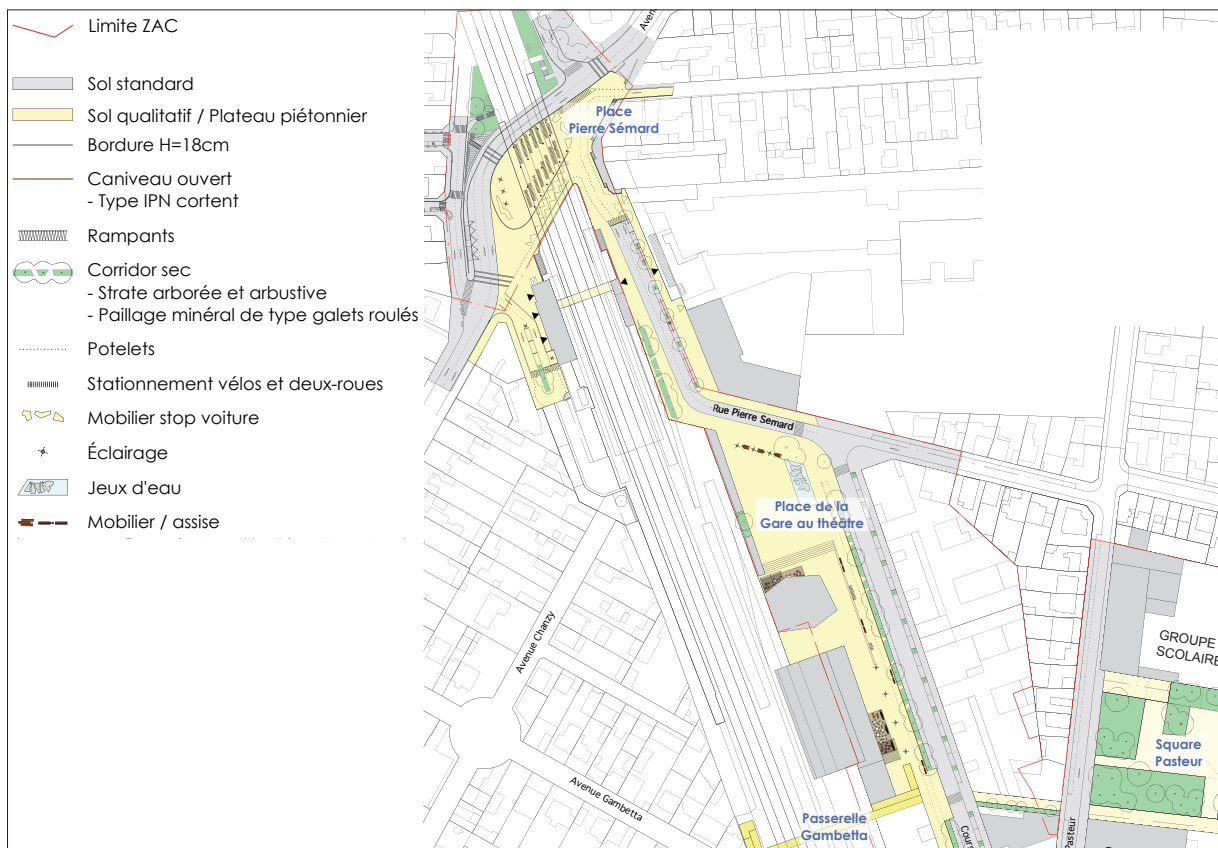 Limite ZAC
Sol standard
Sol qualitatif / Plateau piétonnier
Bordure H=18cm
Caniveau ouvert
- Type IPN cortent
Rampants
Corridor sec
- Strate arborée et arbustive
- Paillage minéral de type galets roulés
Potelets
Stationnement vélos et deux-roues
Mobilier stop voiture
Éclairage
Jeux d'eau
Mobilier / assise
Place
Pierre Sémard
Rue Pierre Semard
Place de la
Gare au théâtre
Avenue Chanzy
Avenue Gambetta
Passerelle
Gambetta
GROUPE
SCOLAIRE
Square
Pasteur
Cours
Pasteur